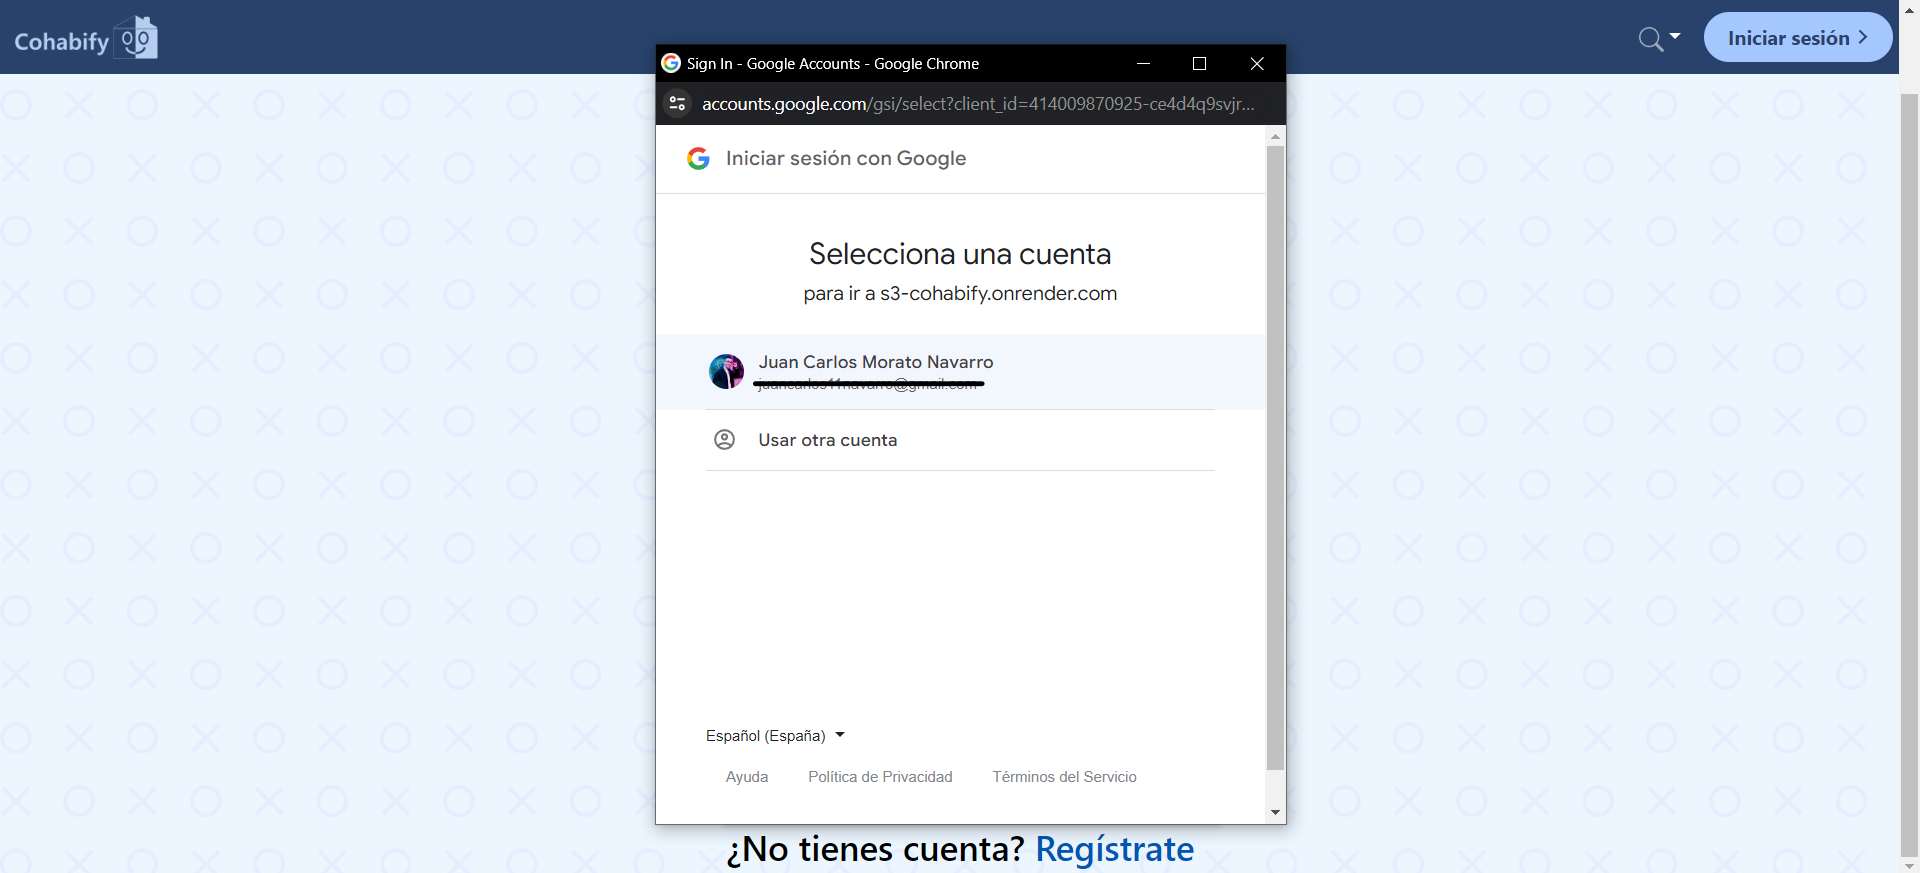 Cohabify
Iniciar sesión
Sign In - Google Accounts - Google Chrome
accounts.google.com/gsi/select?client_id=414009870925-ce4d4q9svjr...
Iniciar sesión con Google
Selecciona una cuenta
para ir a s3-cohabify.onrender.com
Juan Carlos Morato Navarro
Usar otra cuenta
Español (España)
Ayuda Política de Privacidad Términos del Servicio
¿No tienes cuenta? Regístrate